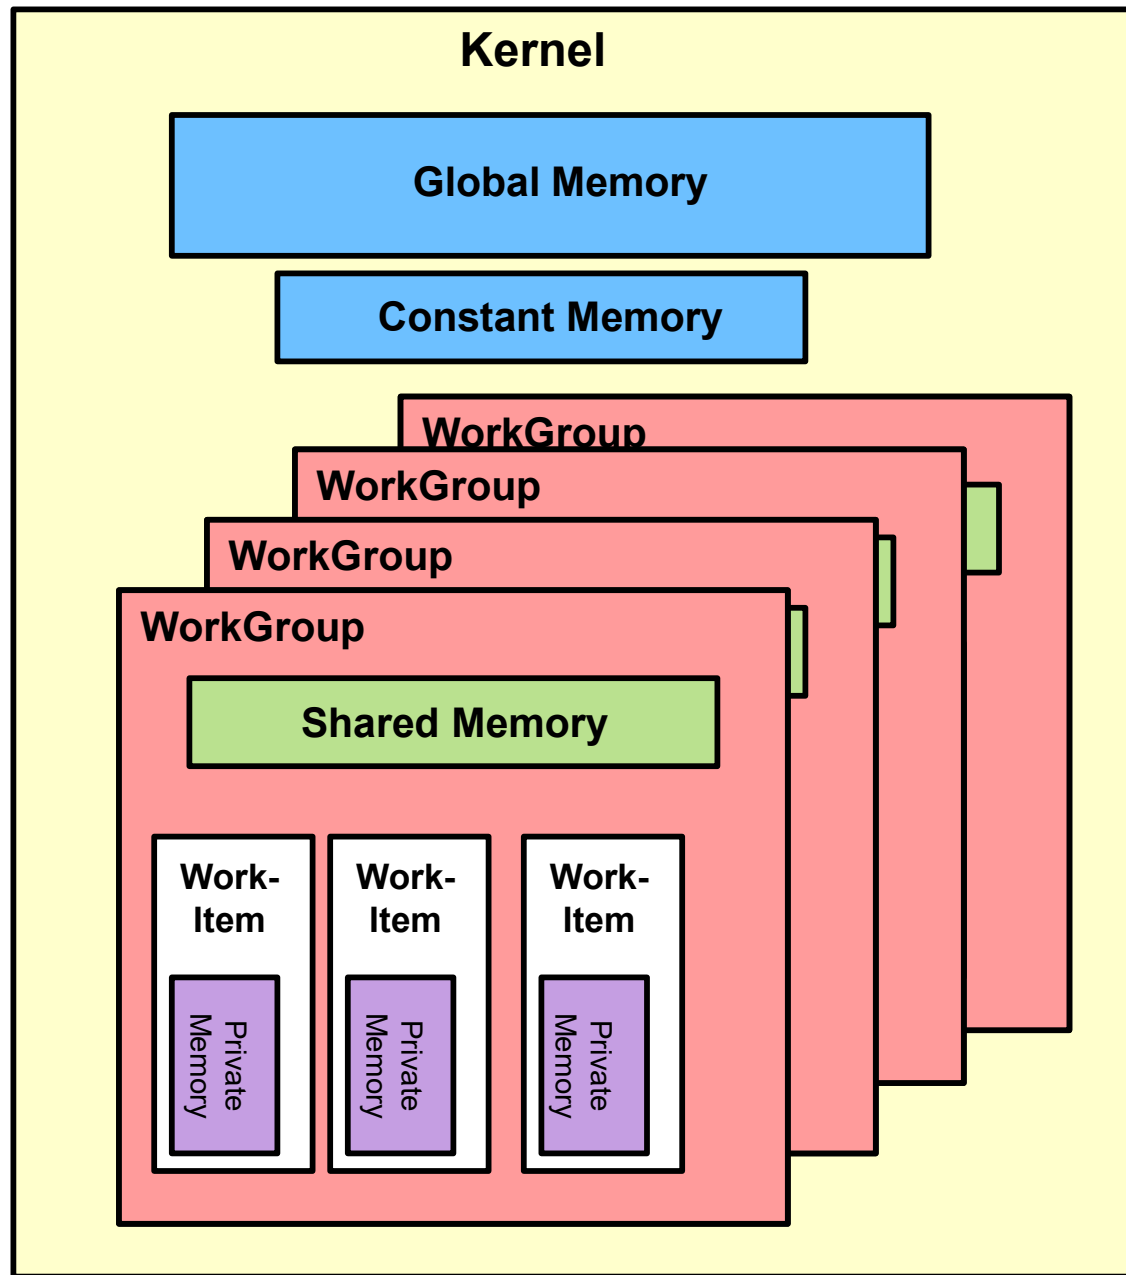 Kernel
Global Memory
Constant Memory
WorkGroup
WorkGroup
WorkGroup
WorkGroup
Shared Memory
Work-
Item
Private
Memory
Work-
Item
Private
Memory
Work-
Item
Private
Memory